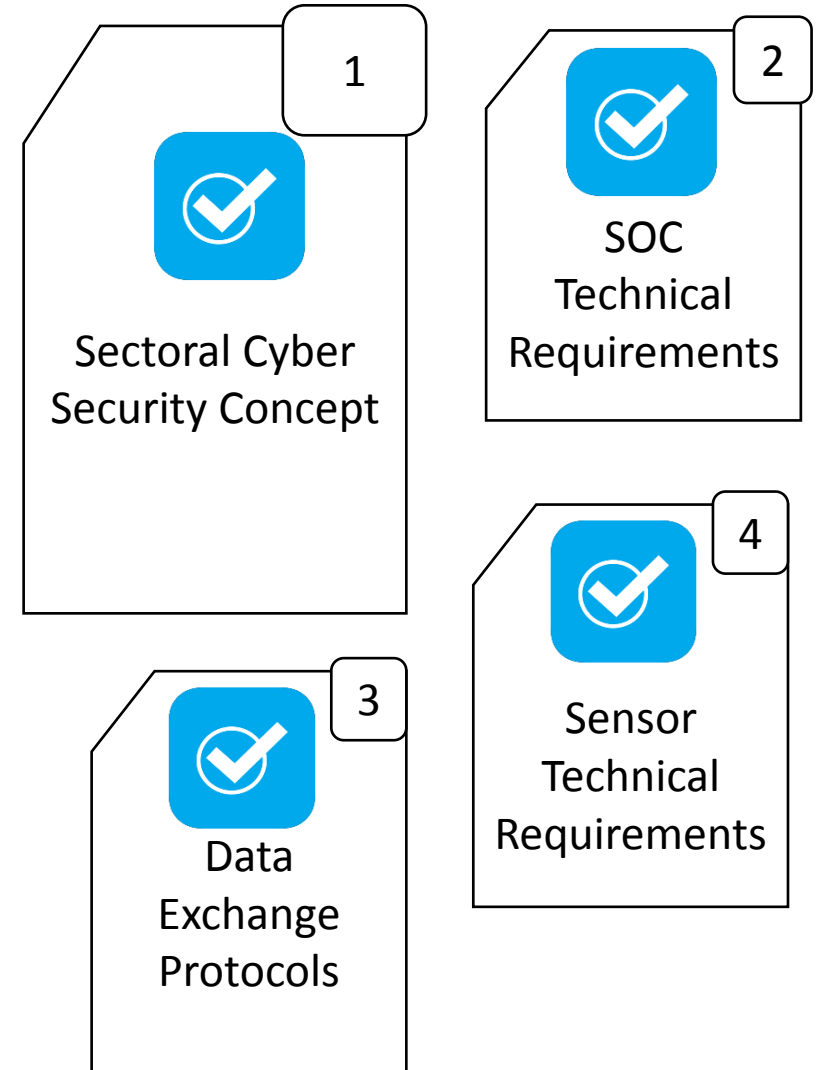 1
Sectoral Cyber
Security Concept
2
SOC
Technical
Requirements
3
Data
Exchange
Protocols
4
Sensor
Technical
Requirements